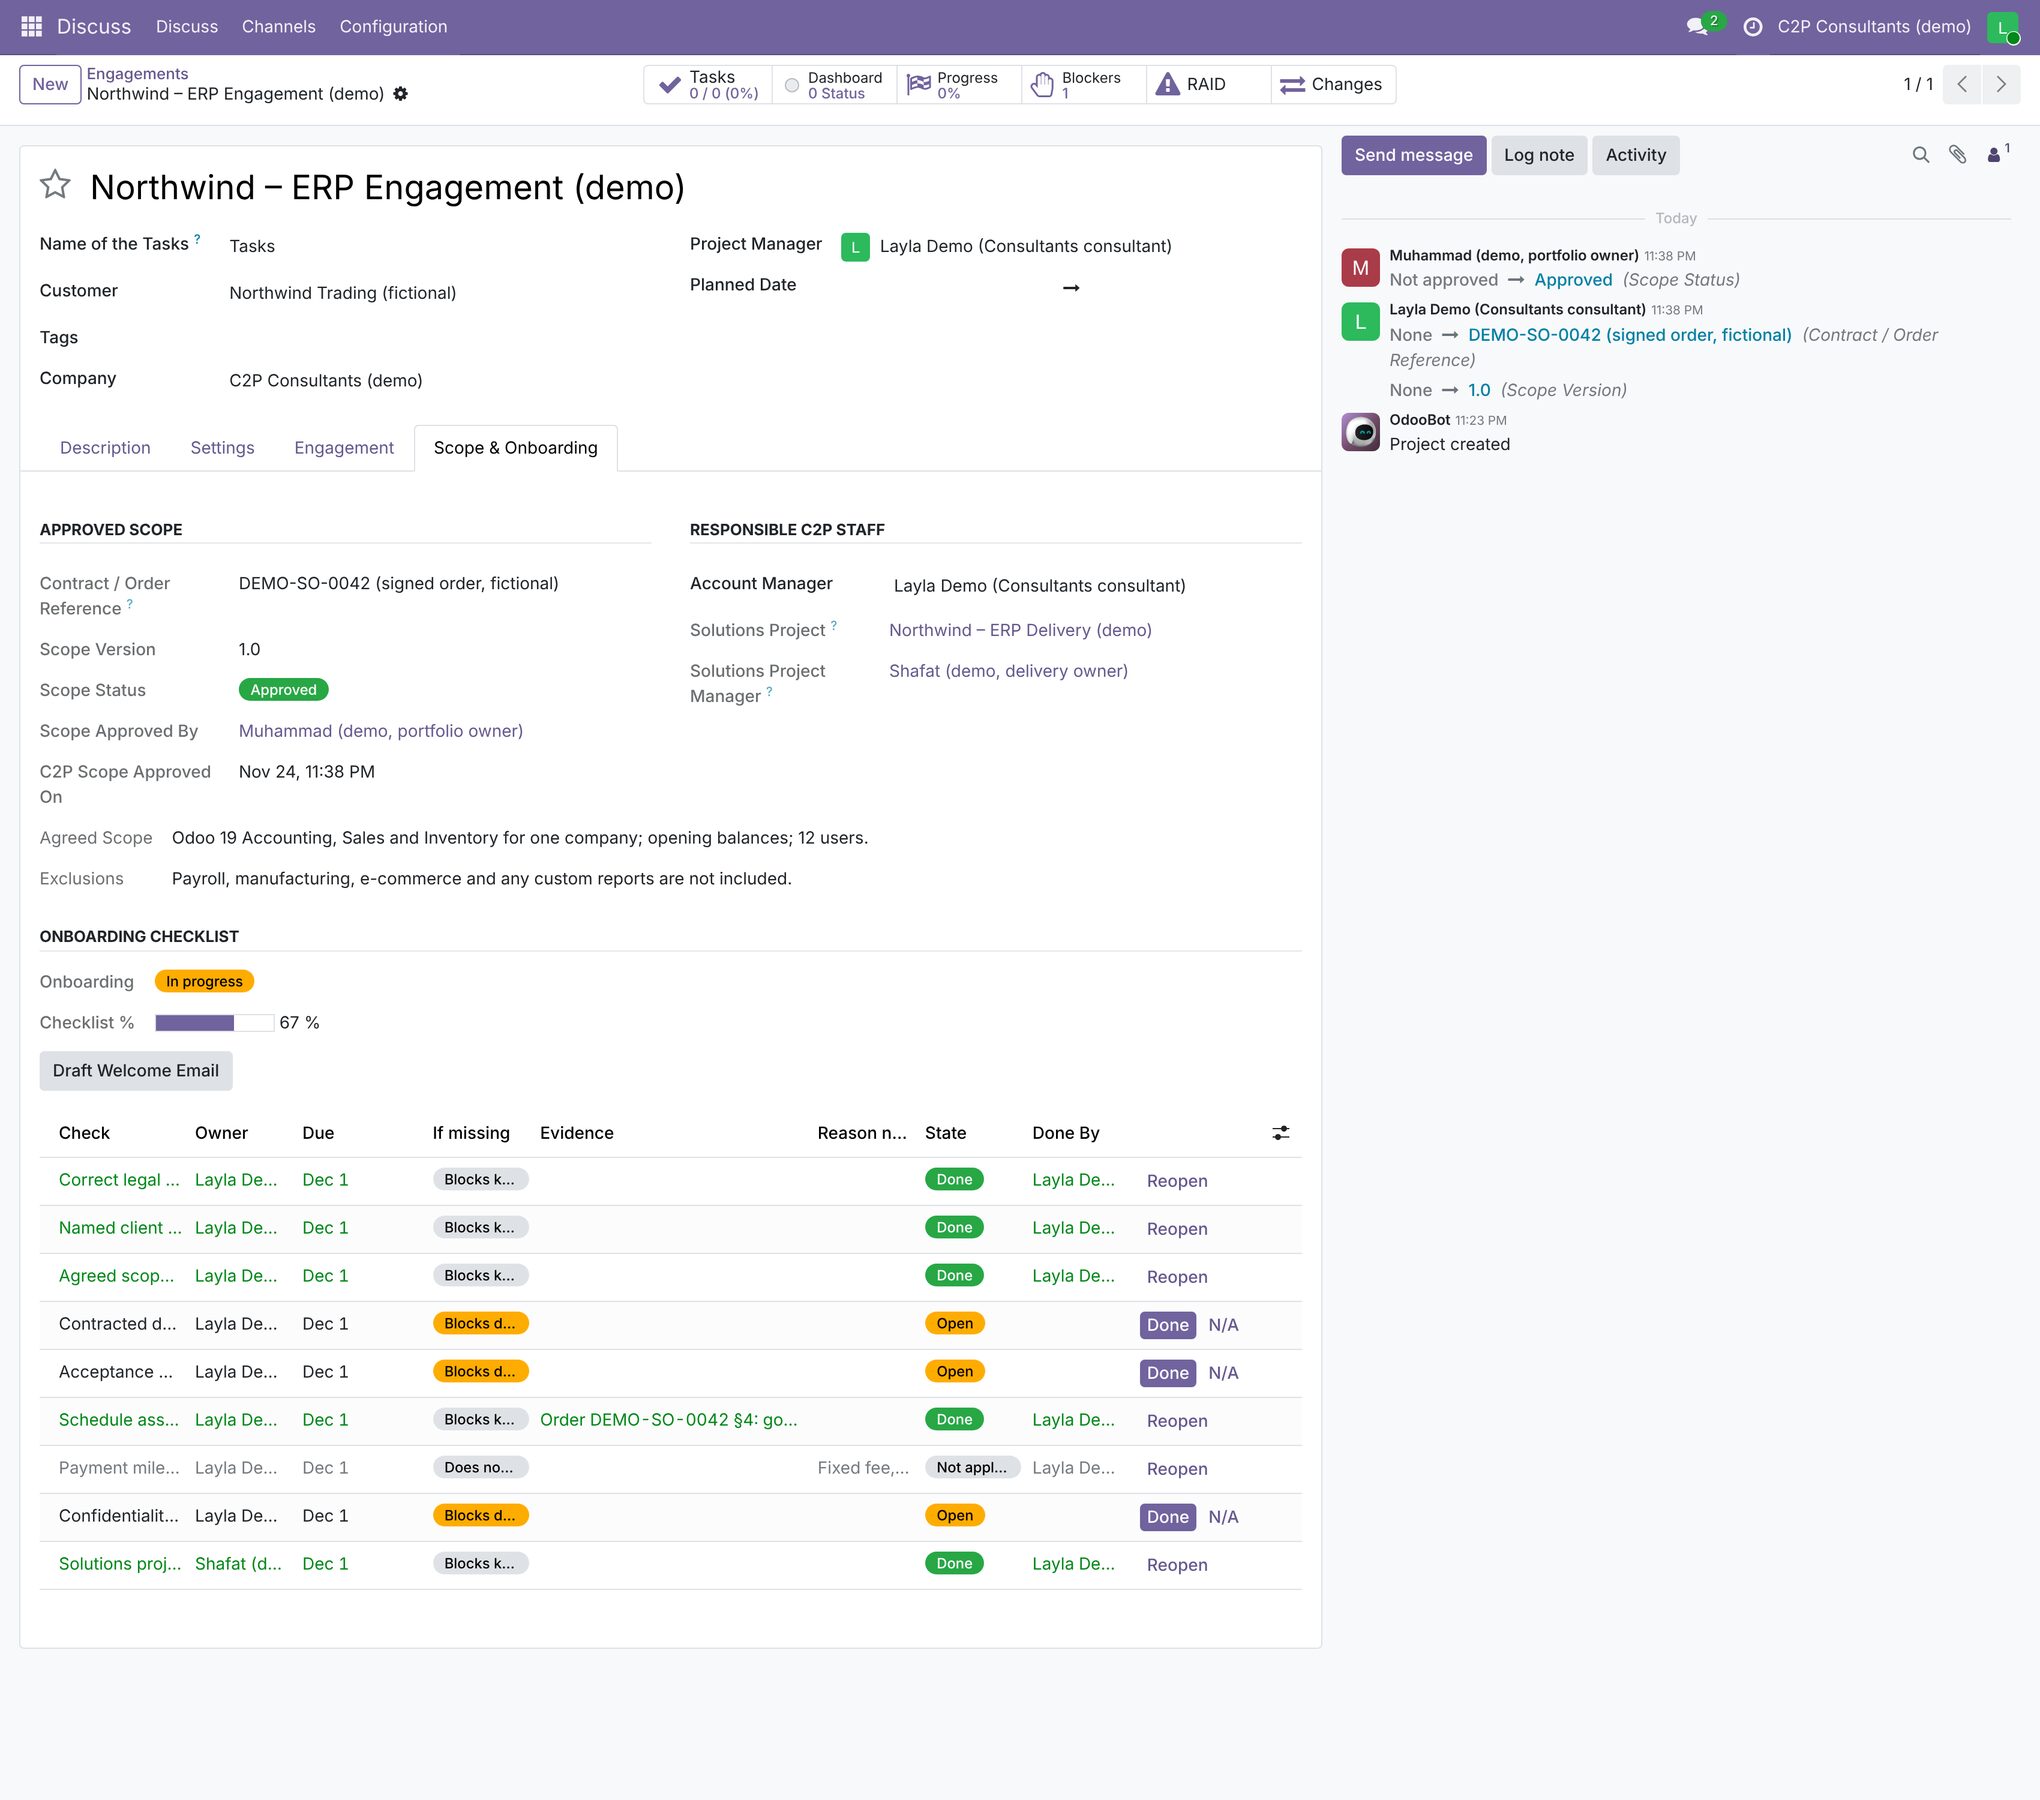 Discuss Discuss Channels Configuration 2 C2P Consultants (demo) L
New Engagements
Northwind – ERP Engagement (demo)
Tasks
0 / 0 (0%)
Dashboard
0 Status
Progress
0%
Blockers
1
RAID
Changes
1 / 1
Northwind – ERP Engagement (demo)
Name of the Tasks ? Tasks
Customer Northwind Trading (fictional)
Tags
Company C2P Consultants (demo)
Project Manager L Layla Demo (Consultants consultant)
Planned Date →
Description Settings Engagement Scope & Onboarding
APPROVED SCOPE
Contract / Order
Reference ? DEMO-SO-0042 (signed order, fictional)
Scope Version 1.0
Scope Status Approved
Scope Approved By Muhammad (demo, portfolio owner)
C2P Scope Approved
On Nov 24, 11:38 PM
Agreed Scope Odoo 19 Accounting, Sales and Inventory for one company; opening balances; 12 users.
Exclusions Payroll, manufacturing, e-commerce and any custom reports are not included.
RESPONSIBLE C2P STAFF
Account Manager Layla Demo (Consultants consultant)
Solutions Project ? Northwind – ERP Delivery (demo)
Solutions Project
Manager ? Shafat (demo, delivery owner)
ONBOARDING CHECKLIST
Onboarding In progress
Checklist % 67 %
Draft Welcome Email
Check Owner Due If missing Evidence Reason n... State Done By
Correct legal ... Layla De... Dec 1 Blocks k... Done Layla De... Reopen
Named client ... Layla De... Dec 1 Blocks k... Done Layla De... Reopen
Agreed scop... Layla De... Dec 1 Blocks k... Done Layla De... Reopen
Contracted d... Layla De... Dec 1 Blocks d... Open Done N/A
Acceptance ... Layla De... Dec 1 Blocks d... Open Done N/A
Schedule ass... Layla De... Dec 1 Blocks k... Order DEMO-SO-0042 §4: go... Done Layla De... Reopen
Payment mile... Layla De... Dec 1 Does no... Fixed fee,... Not appl... Layla De... Reopen
Confidentialit... Layla De... Dec 1 Blocks d... Open Done N/A
Solutions proj... Shafat (d... Dec 1 Blocks k... Done Layla De... Reopen
Send message Log note Activity 1
Today
M Muhammad (demo, portfolio owner) 11:38 PM
Not approved → Approved (Scope Status)
L Layla Demo (Consultants consultant) 11:38 PM
None → DEMO-SO-0042 (signed order, fictional) (Contract / Order
Reference)
None → 1.0 (Scope Version)
OdooBot 11:23 PM
Project created